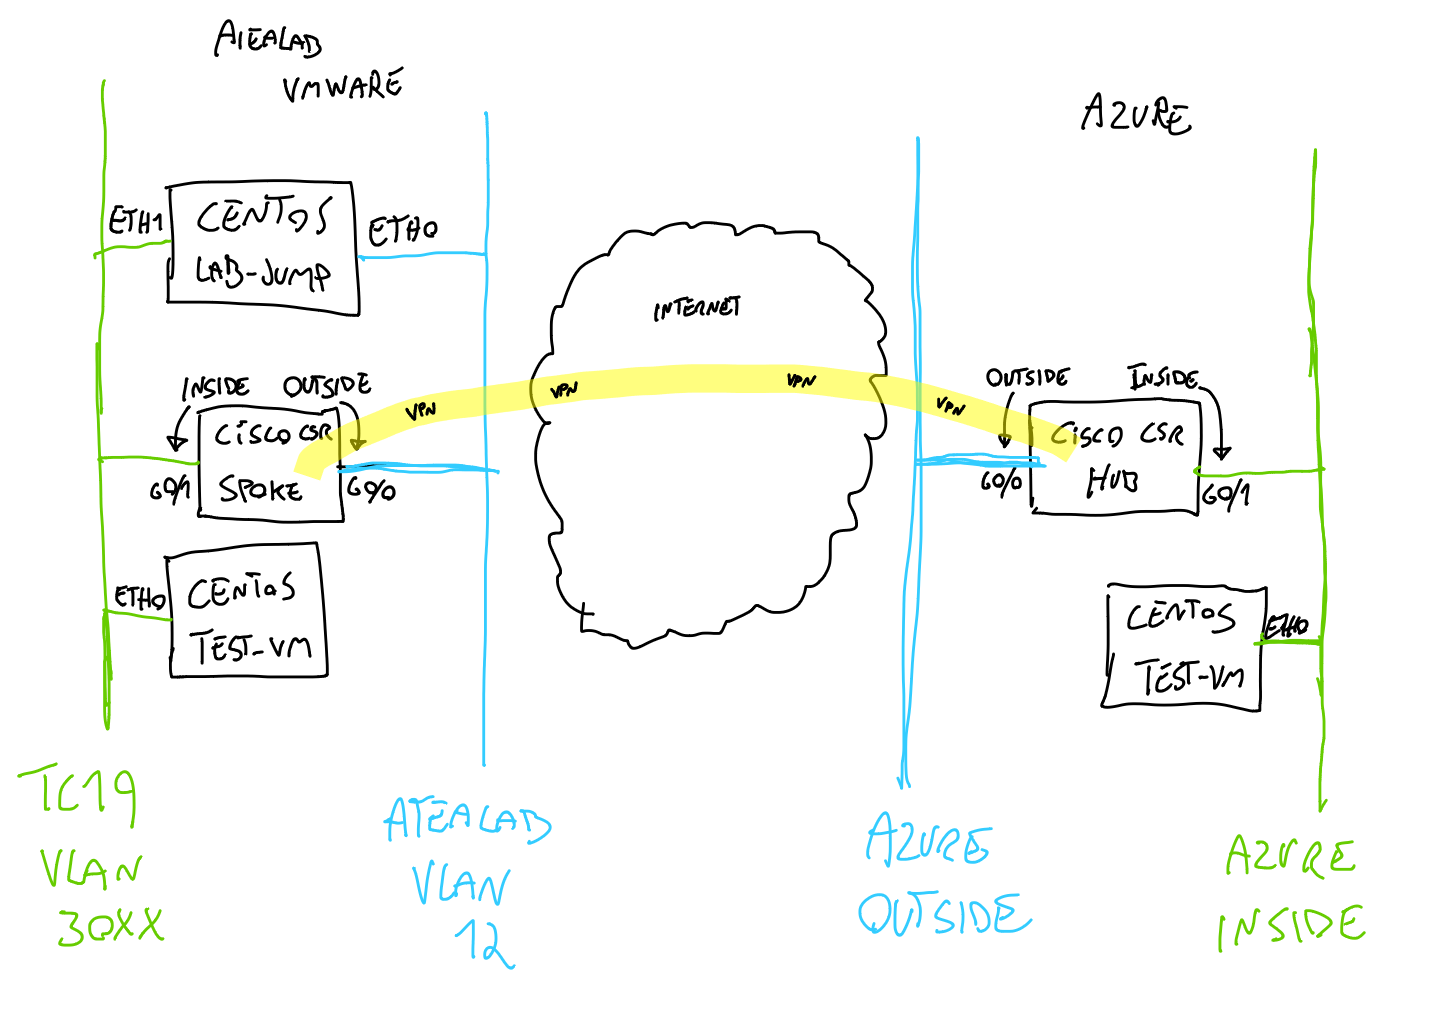 ATEALAB
VMWARE
AZURE
ETH1
CENTOS
LAB-JUMP
ETH0
INTERNET
INSIDE
OUTSIDE
CISCO CSR
SPOKE
G0/1
G0/0
VPN
VPN
VPN
VPN
OUTSIDE
INSIDE
CISCO CSR
HUB
G0/0
G0/1
ETH0
CENTOS
TEST-VM
CENTOS
TEST-VM
ETH0
TC19
VLAN
30XX
ATEALAB
VLAN
12
AZURE
OUTSIDE
AZURE
INSIDE